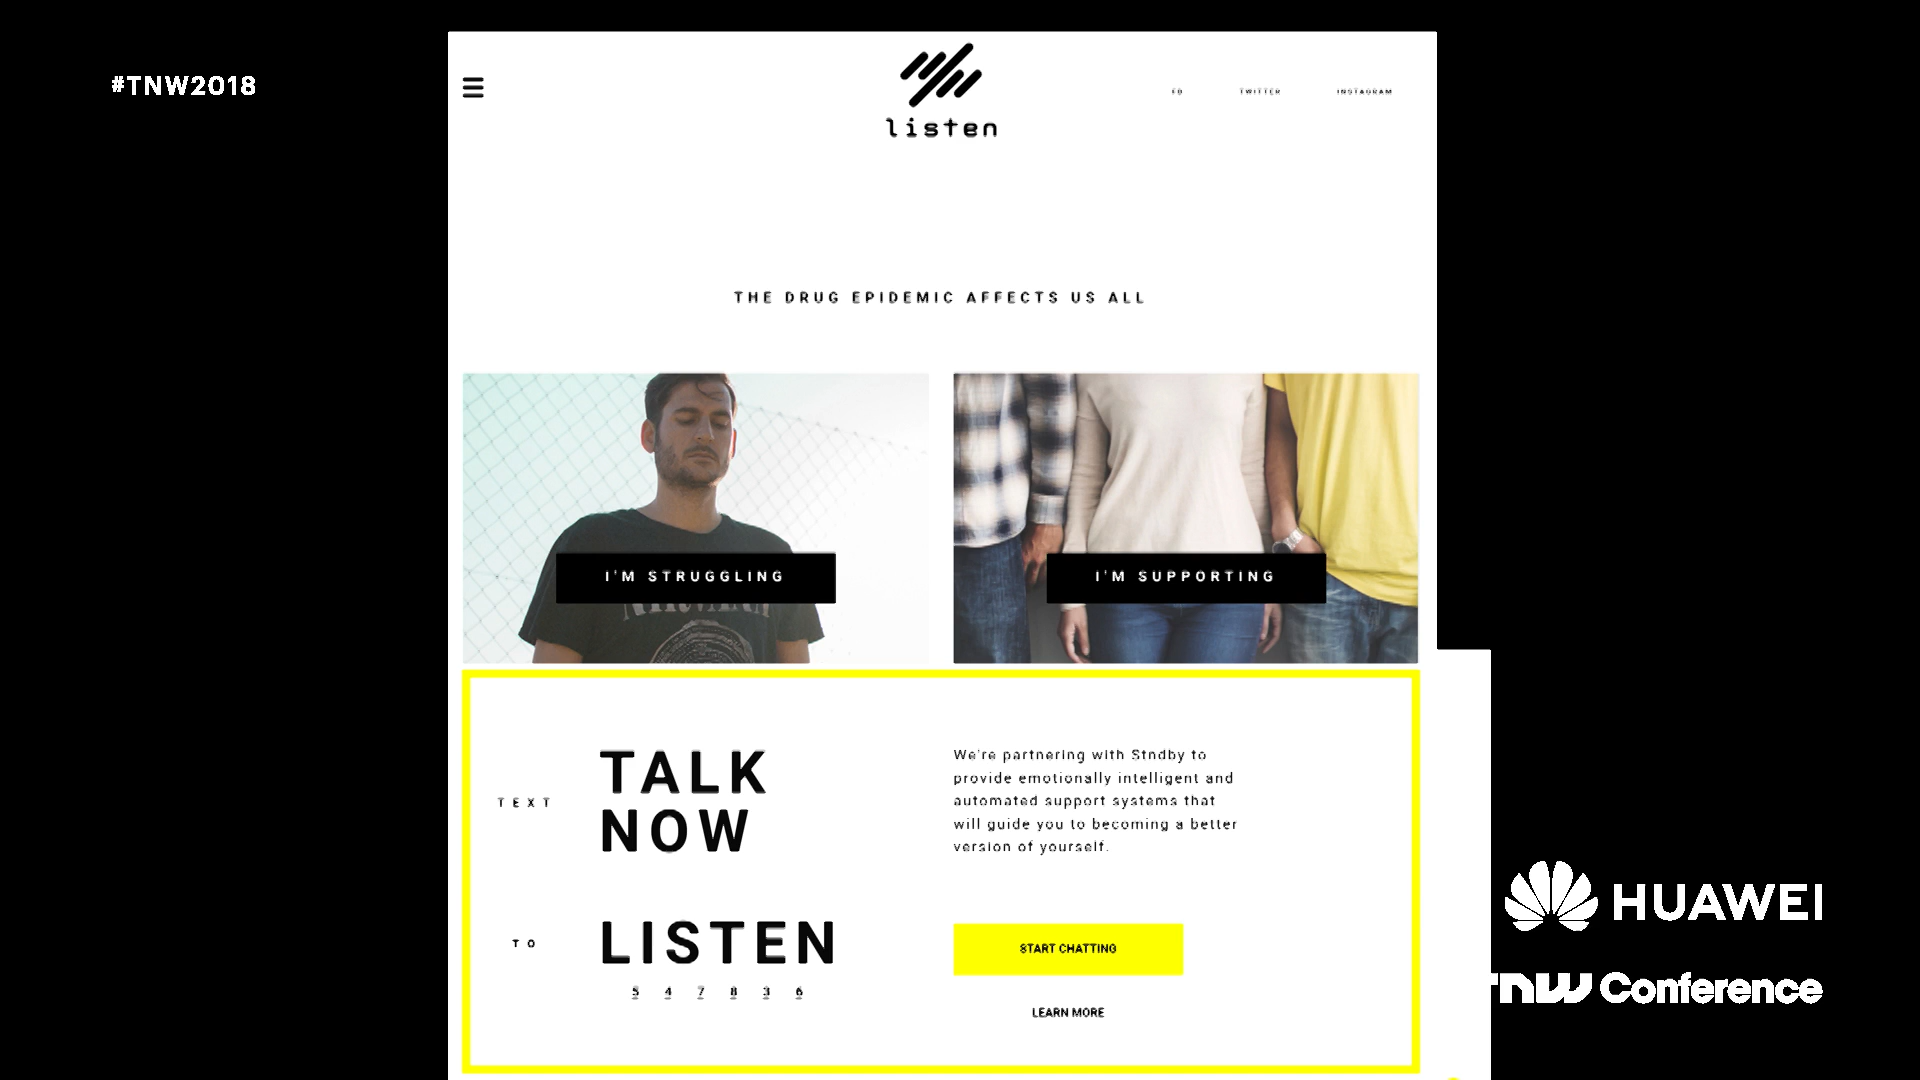 #TNW2018
listen
FB
TWITTER
INSTAGRAM
THE DRUG EPIDEMIC AFFECTS US ALL
I'M STRUGGLING
I'M SUPPORTING
TEXT
TALK
NOW
TO
LISTEN
5 4 7 8 3 6
We're partnering with Stndby to
provide emotionally intelligent and
automated support systems that
will guide you to becoming a better
version of yourself.
START CHATTING
LEARN MORE
HUAWEI
TNW Conference